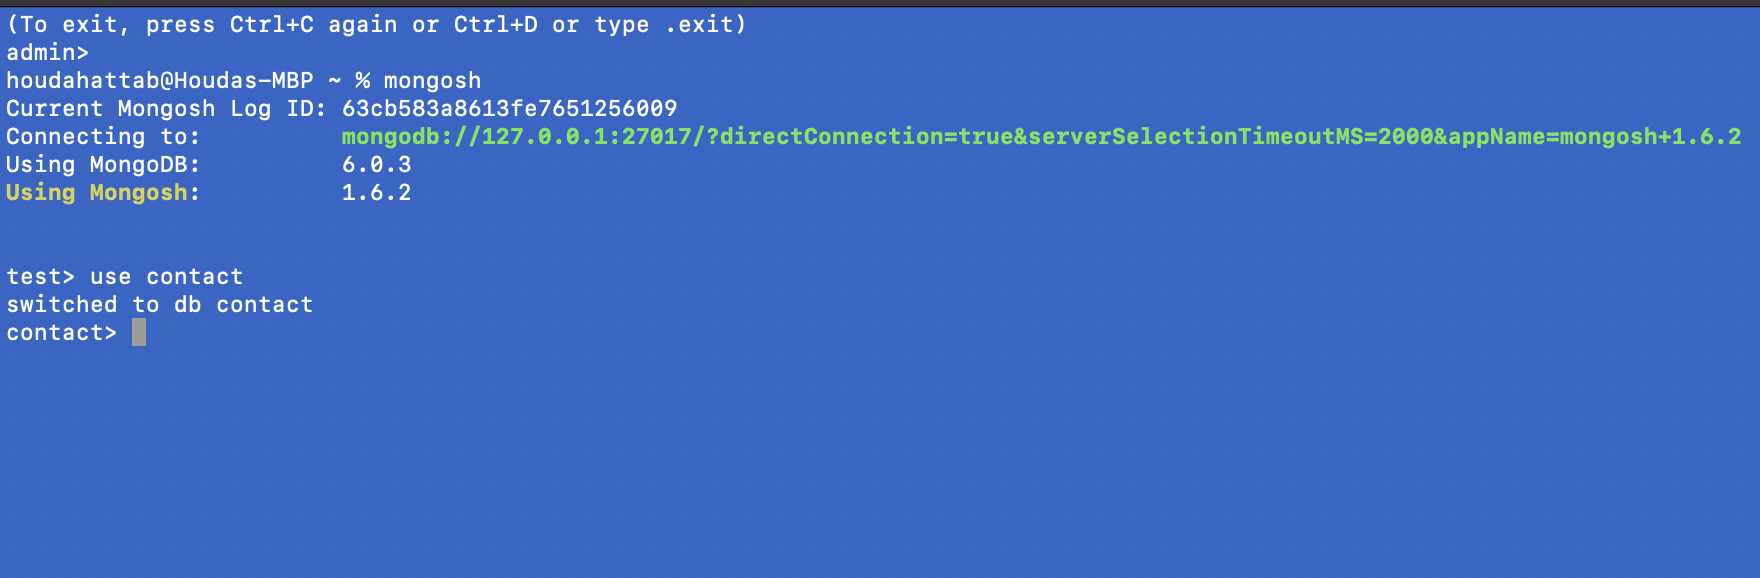 (To exit, press Ctrl+C again or Ctrl+D or type .exit)
admin>
houdahattab@Houdas-MBP ~ % mongosh
Current Mongosh Log ID: 63cb583a8613fe7651256009
Connecting to:          mongodb://127.0.0.1:27017/?directConnection=true&serverSelectionTimeoutMS=2000&appName=mongosh+1.6.2
Using MongoDB:          6.0.3
Using Mongosh:          1.6.2
test> use contact
switched to db contact
contact>